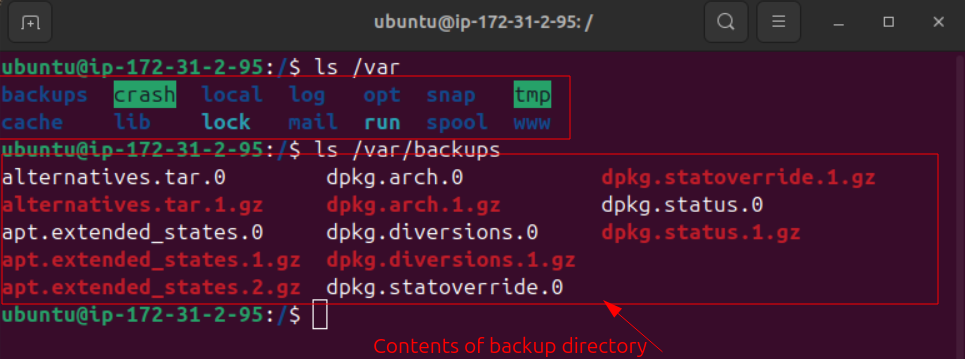 ubuntu@ip-172-31-2-95: /
ubuntu@ip-172-31-2-95:/$ ls /var
backups crash local log opt snap tmp
cache lib lock mail run spool www
ubuntu@ip-172-31-2-95:/$ ls /var/backups
alternatives.tar.0 dpkg.arch.0 dpkg.statoverride.1.gz
alternatives.tar.1.gz dpkg.arch.1.gz dpkg.status.0
apt.extended_states.0 dpkg.diversions.0 dpkg.status.1.gz
apt.extended_states.1.gz dpkg.diversions.1.gz
apt.extended_states.2.gz dpkg.statoverride.0
ubuntu@ip-172-31-2-95:/$
Contents of backup directory